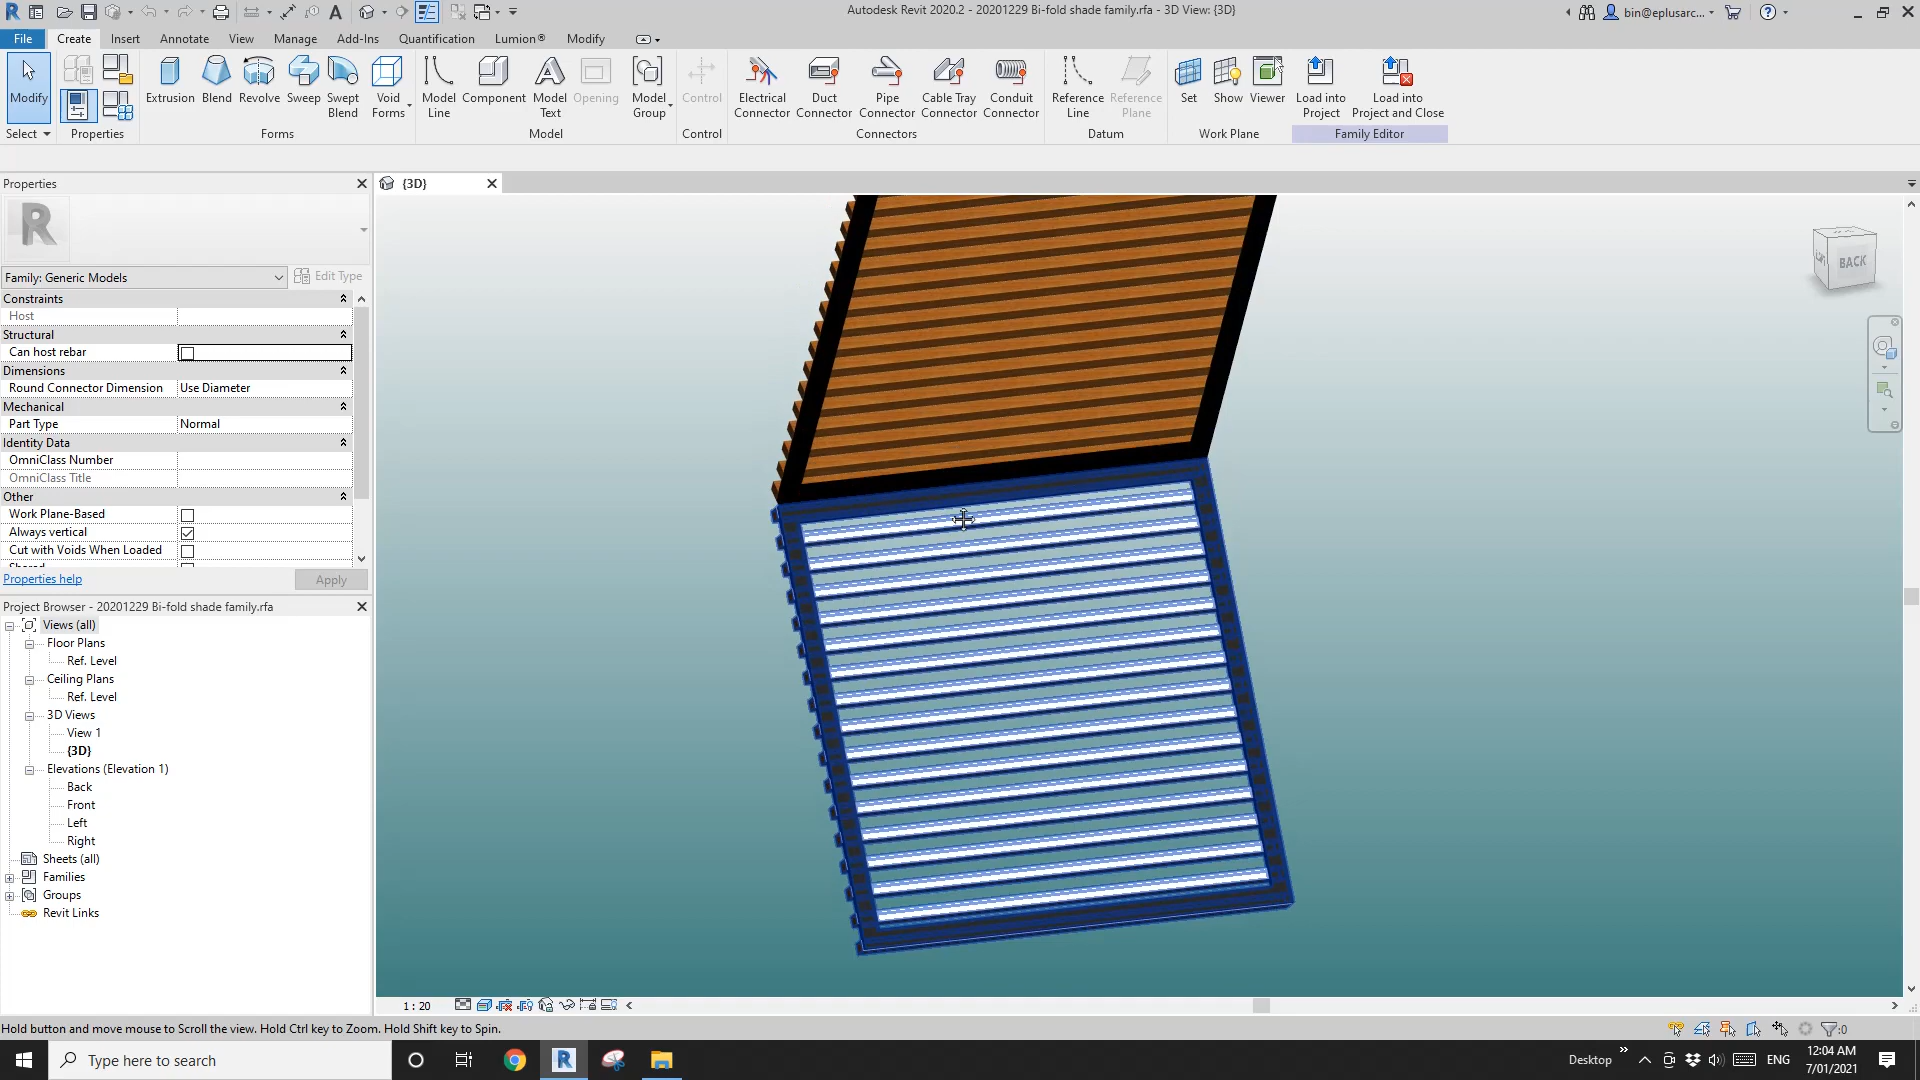 Autodesk Revit 2020.2 - 20201229 Bi-fold shade family.rfa - 3D View: {3D}
bin@eplusarc...
File Create Insert Annotate View Manage Add-Ins Quantification Lumion® Modify
Modify
Extrusion Blend Revolve Sweep Swept Blend Void Forms
Model Line Component Model Text Opening Model Group
Control
Electrical Connector Duct Connector Pipe Connector Cable Tray Connector Conduit Connector
Reference Line Reference Plane
Set Show Viewer
Load into Project Load into Project and Close
Select Properties Forms Model Control Connectors Datum Work Plane Family Editor
Properties
{3D}
R
Family: Generic Models
Edit Type
Constraints
Host
Structural
Can host rebar
Dimensions
Round Connector Dimension Use Diameter
Mechanical
Part Type Normal
Identity Data
OmniClass Number
OmniClass Title
Other
Work Plane-Based
Always vertical
Cut with Voids When Loaded
Properties help
Apply
BACK
Project Browser - 20201229 Bi-fold shade family.rfa
Views (all)
Floor Plans
Ref. Level
Ceiling Plans
Ref. Level
3D Views
View 1
{3D}
Elevations (Elevation 1)
Back
Front
Left
Right
Sheets (all)
Families
Groups
Revit Links
1 : 20
Hold button and move mouse to Scroll the view. Hold Ctrl key to Zoom. Hold Shift key to Spin.
:0
Type here to search
Desktop
ENG
12:04 AM
7/01/2021